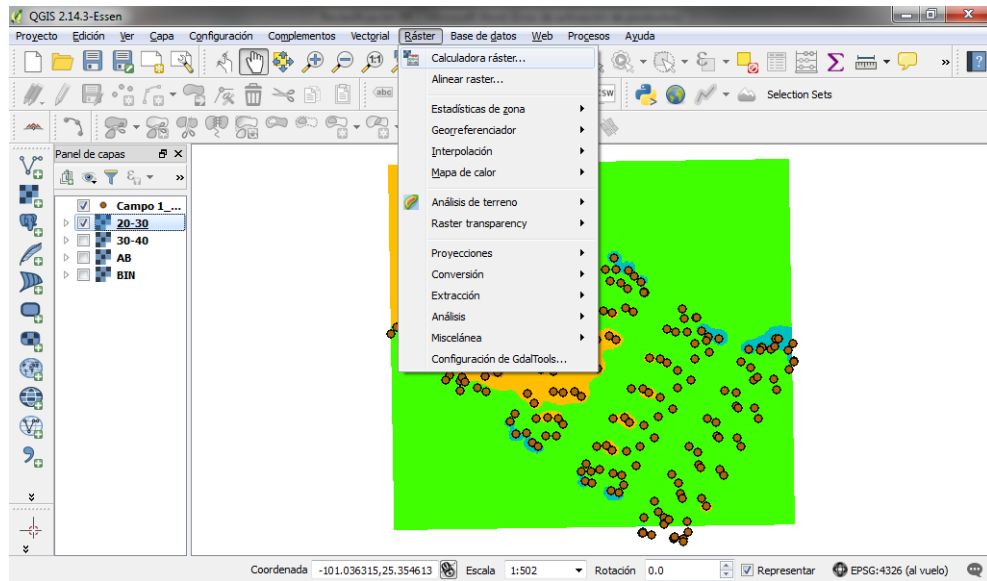 QGIS 2.14.3-Essen
Proyecto Edición Ver Capa Configuración Complementos Vectorial Ráster Base de datos Web Procesos Ayuda
abc
Selection Sets
Calculadora ráster...
Alinear raster...
Estadísticas de zona
Georreferenciador
Interpolación
Mapa de calor
Análisis de terreno
Raster transparency
Proyecciones
Conversión
Extracción
Análisis
Miscelánea
Configuración de GdalTools...
Panel de capas
Campo 1_...
20-30
30-40
AB
BIN
Coordenada -101.036315,25.354613 Escala 1:502 Rotación 0.0 Representar EPSG:4326 (al vuelo)